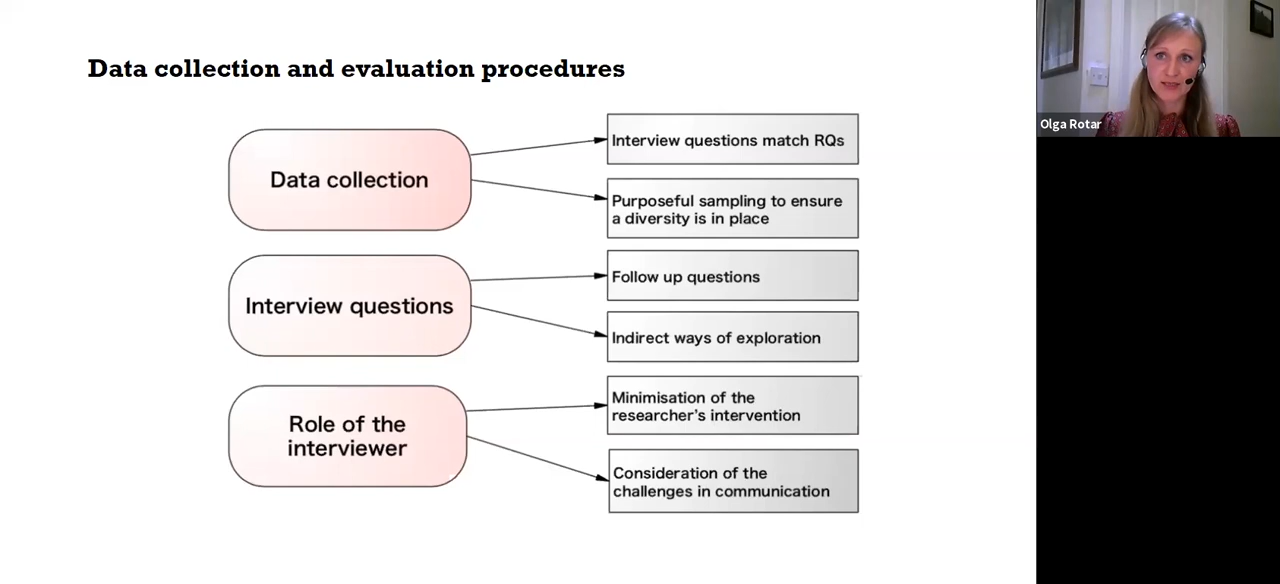 Data collection and evaluation procedures
Data collection
Interview questions match RQs
Purposeful sampling to ensure
a diversity is in place
Interview questions
Follow up questions
Indirect ways of exploration
Role of the
interviewer
Minimisation of the
researcher's intervention
Consideration of the
challenges in communication
Olga Rotar